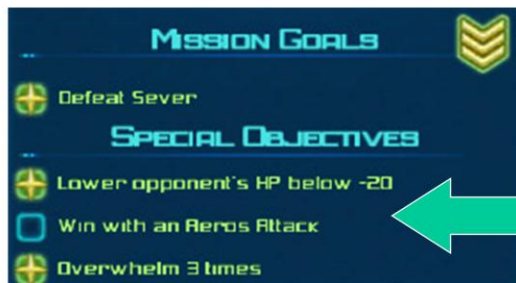 Mission Goals
Defeat Sever
Special Objectives
Lower opponent's HP below -20
Win with an Aeros Attack
Overwhelm 3 times